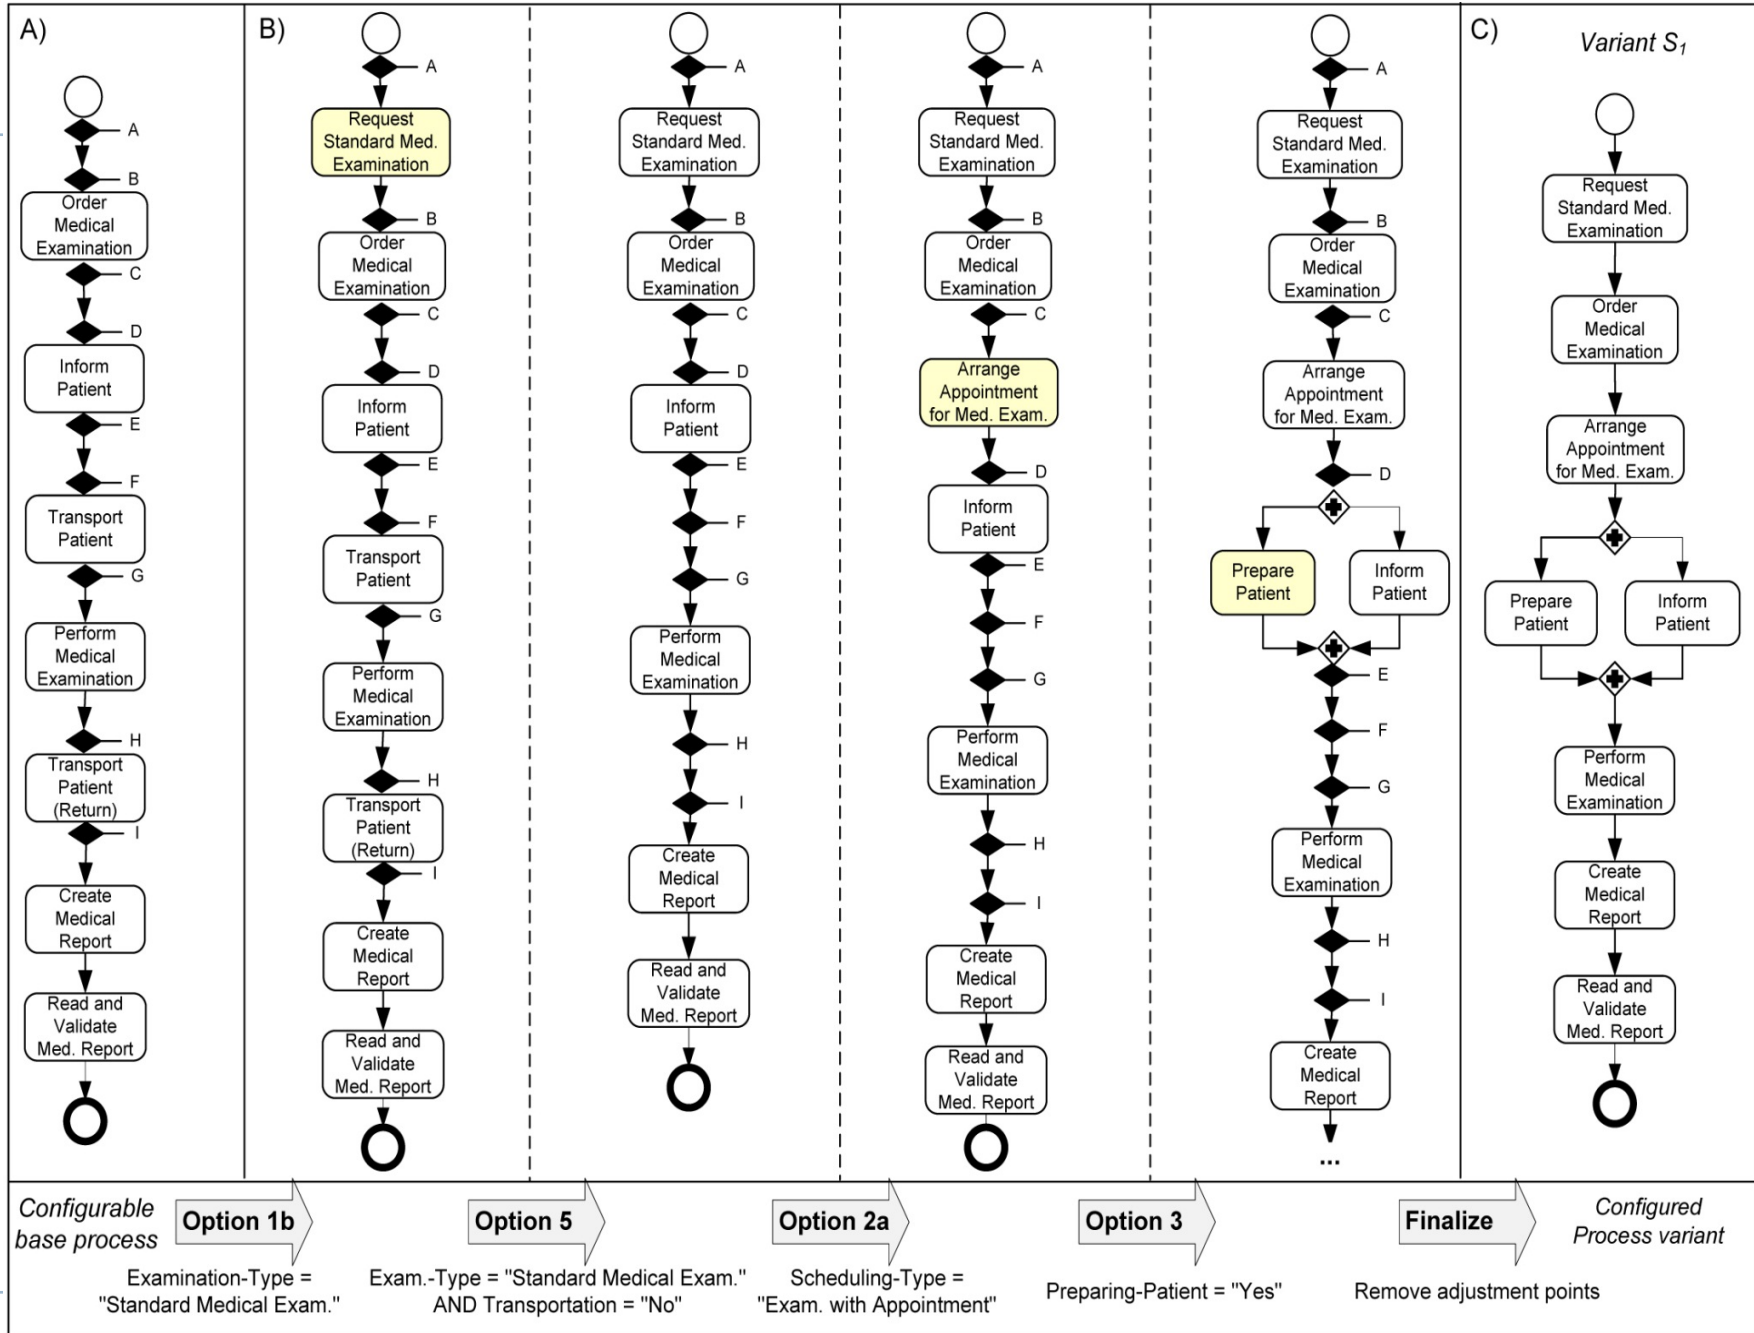 A)
A
B
Order
Medical
Examination
C
D
Inform
Patient
E
F
Transport
Patient
G
Perform
Medical
Examination
H
Transport
Patient
(Return)
I
Create
Medical
Report
Read and
Validate
Med. Report
B)
A
Request
Standard Med.
Examination
B
Order
Medical
Examination
C
D
Inform
Patient
E
F
Transport
Patient
G
Perform
Medical
Examination
H
Transport
Patient
(Return)
I
Create
Medical
Report
Read and
Validate
Med. Report
A
Request
Standard Med.
Examination
B
Order
Medical
Examination
C
D
Inform
Patient
E
F
G
Perform
Medical
Examination
H
I
Create
Medical
Report
Read and
Validate
Med. Report
A
Request
Standard Med.
Examination
B
Order
Medical
Examination
C
Arrange
Appointment
for Med. Exam.
D
Inform
Patient
E
F
G
Perform
Medical
Examination
H
I
Create
Medical
Report
Read and
Validate
Med. Report
A
Request
Standard Med.
Examination
B
Order
Medical
Examination
C
Arrange
Appointment
for Med. Exam.
D
Prepare
Patient
Inform
Patient
E
F
G
Perform
Medical
Examination
H
I
Create
Medical
Report
...
C)
Variant S1
Request
Standard Med.
Examination
Order
Medical
Examination
Arrange
Appointment
for Med. Exam.
Prepare
Patient
Inform
Patient
Perform
Medical
Examination
Create
Medical
Report
Read and
Validate
Med. Report
Configurable
base process
Option 1b
Examination-Type =
"Standard Medical Exam."
Option 5
Exam.-Type = "Standard Medical Exam."
AND Transportation = "No"
Option 2a
Scheduling-Type =
"Exam. with Appointment"
Option 3
Preparing-Patient = "Yes"
Finalize
Remove adjustment points
Configured
Process variant